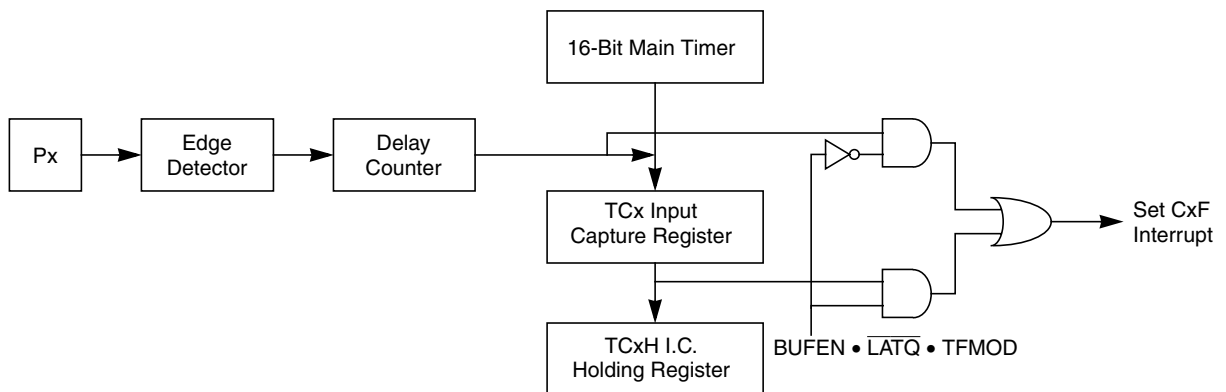 16-Bit Main Timer
Px
Edge
Detector
Delay
Counter
TCx Input
Capture Register
Set CxF
Interrupt
TCxH I.C.
Holding Register
BUFEN • L̅A̅T̅Q̅ • TFMOD